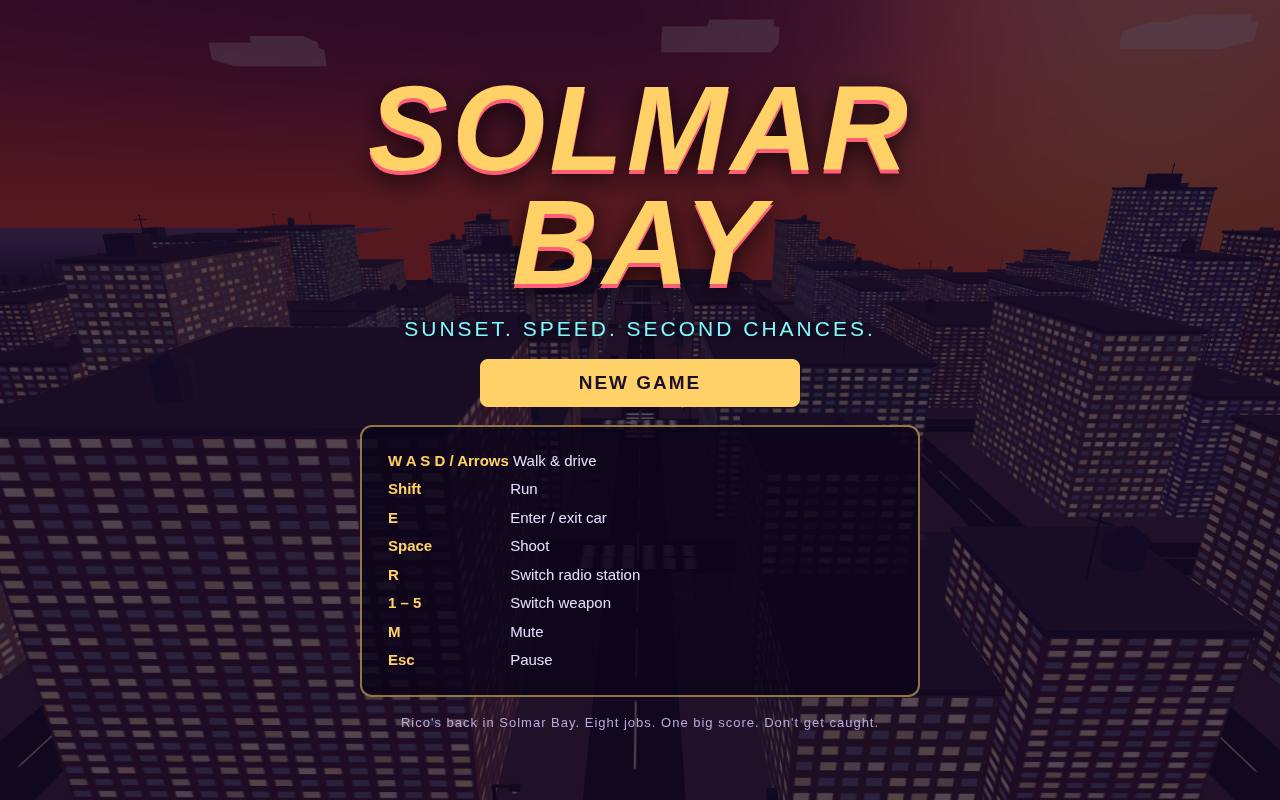 SOLMAR
BAY
SUNSET. SPEED. SECOND CHANCES.
NEW GAME
W A S D / Arrows Walk & drive
Shift Run
E Enter / exit car
Space Shoot
R Switch radio station
1 – 5 Switch weapon
M Mute
Esc Pause
Rico's back in Solmar Bay. Eight jobs. One big score. Don't get caught.